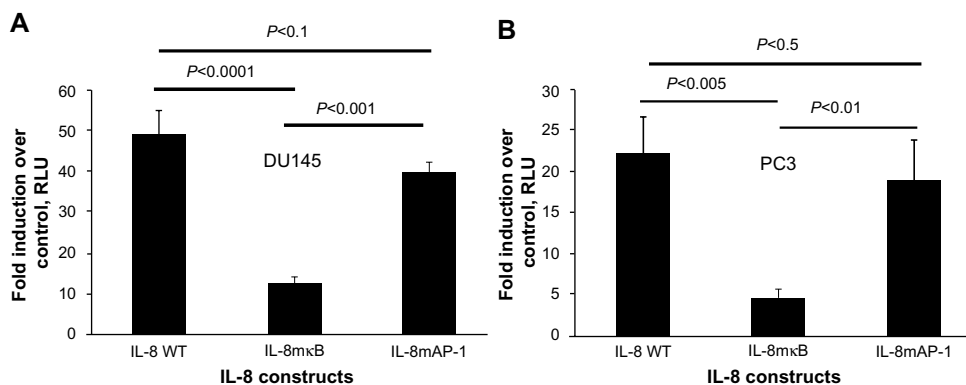 A
P<0.1
P<0.0001
P<0.001
60
50
40
30
20
10
0
Fold induction over
control, RLU
DU145
IL-8 WT
IL-8mκB
IL-8mAP-1
IL-8 constructs
B
P<0.5
P<0.005
P<0.01
30
25
20
15
10
5
0
Fold induction over
control, RLU
PC3
IL-8 WT
IL-8mκB
IL-8mAP-1
IL-8 constructs